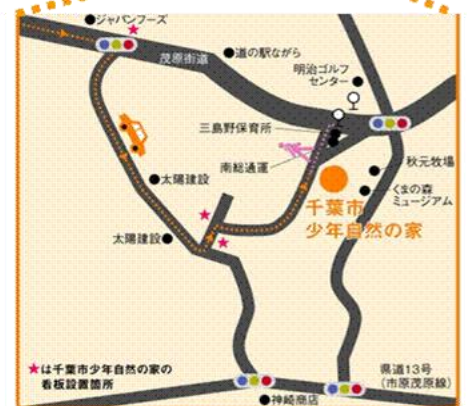 ジャパンフーズ
茂原街道
道の駅ながら
明治ゴルフ
センター
三島野保育所
南総通運
秋元牧場
くまの森
ミュージアム
千葉市
少年自然の家
太陽建設
太陽建設
★は千葉市少年自然の家の
看板設置箇所
県道13号
(市原茂原線)
神崎商店